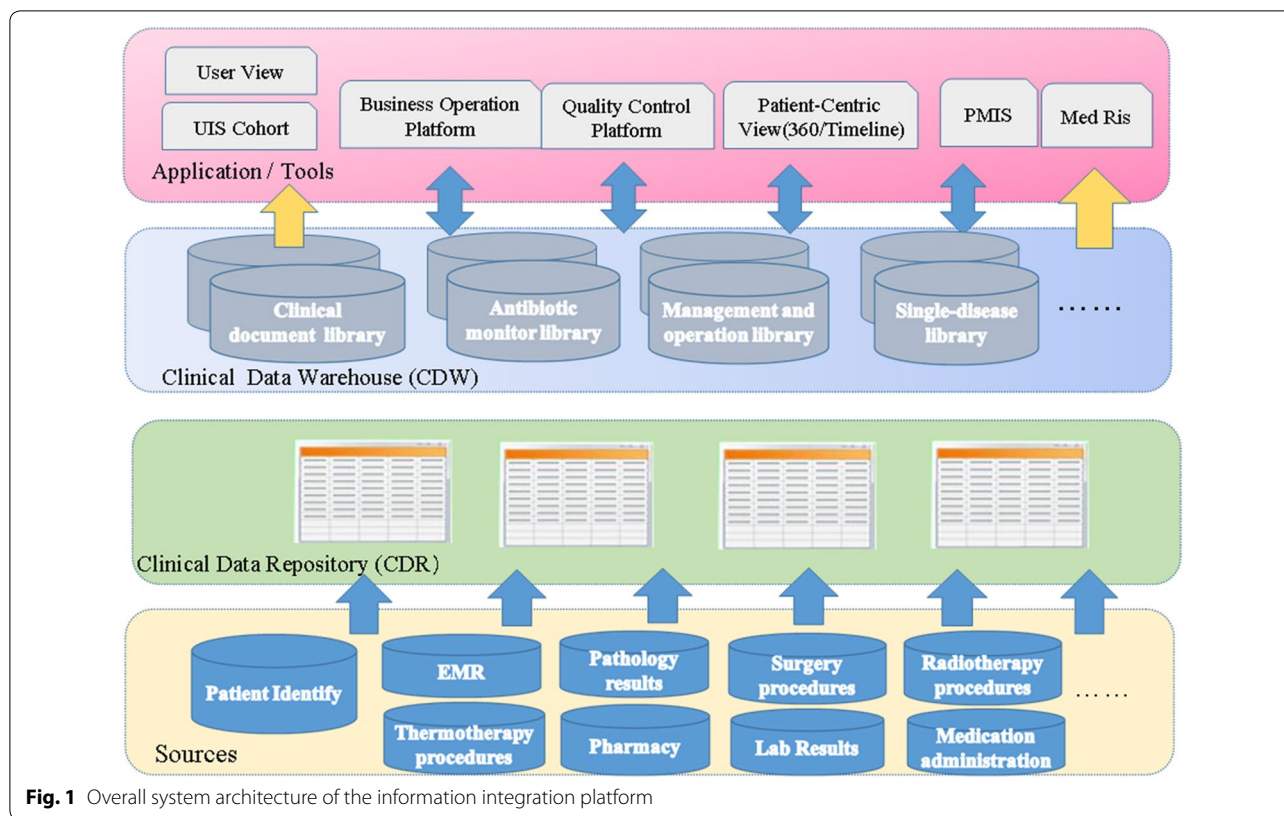 User View
UIS Cohort
Business Operation
Platform
Quality Control
Platform
Patient-Centric
View(360/Timeline)
PMIS
Med Ris
Application / Tools
Clinical
document library
Antibiotic
monitor library
Management and
operation library
Single-disease
library
……
Clinical Data Warehouse (CDW)
Clinical Data Repository (CDR)
Patient Identify
EMR
Thermotherapy
procedures
Pathology
results
Pharmacy
Surgery
procedures
Lab Results
Radiotherapy
procedures
Medication
administration
……
Sources
Fig. 1 Overall system architecture of the information integration platform